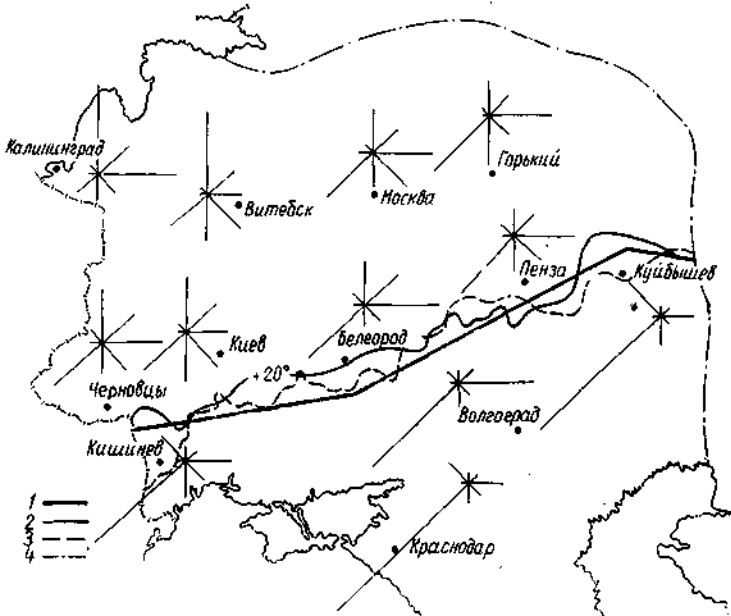 Калининград
Витебск
Москва
Горький
Пенза
Куйбышев
Киев
Белгород
+20°
Черновцы
Волгоград
Кишинев
Краснодар
1
2
3
4